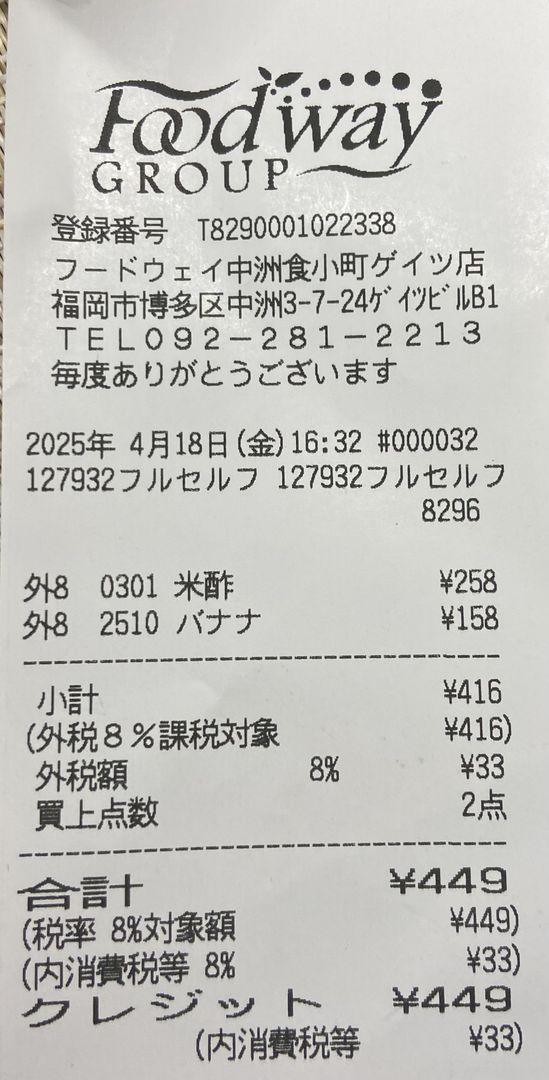 Foodway
GROUP
登録番号 T8290001022338
フードウェイ中洲食小町ゲイツ店
福岡市博多区中洲3-7-24ゲイツビルB1
TEL092-281-2213
毎度ありがとうございます
2025年 4月18日(金)16:32 #000032
127932フルセルフ 127932フルセルフ
8296
外8 0301 米酢 ¥258
外8 2510 バナナ ¥158
小計 ¥416
(外税8%課税対象 ¥416)
外税額 8% ¥33
買上点数 2点
合計 ¥449
(税率 8%対象額 ¥449)
(内消費税等 8% ¥33)
クレジット ¥449
(内消費税等 ¥33)